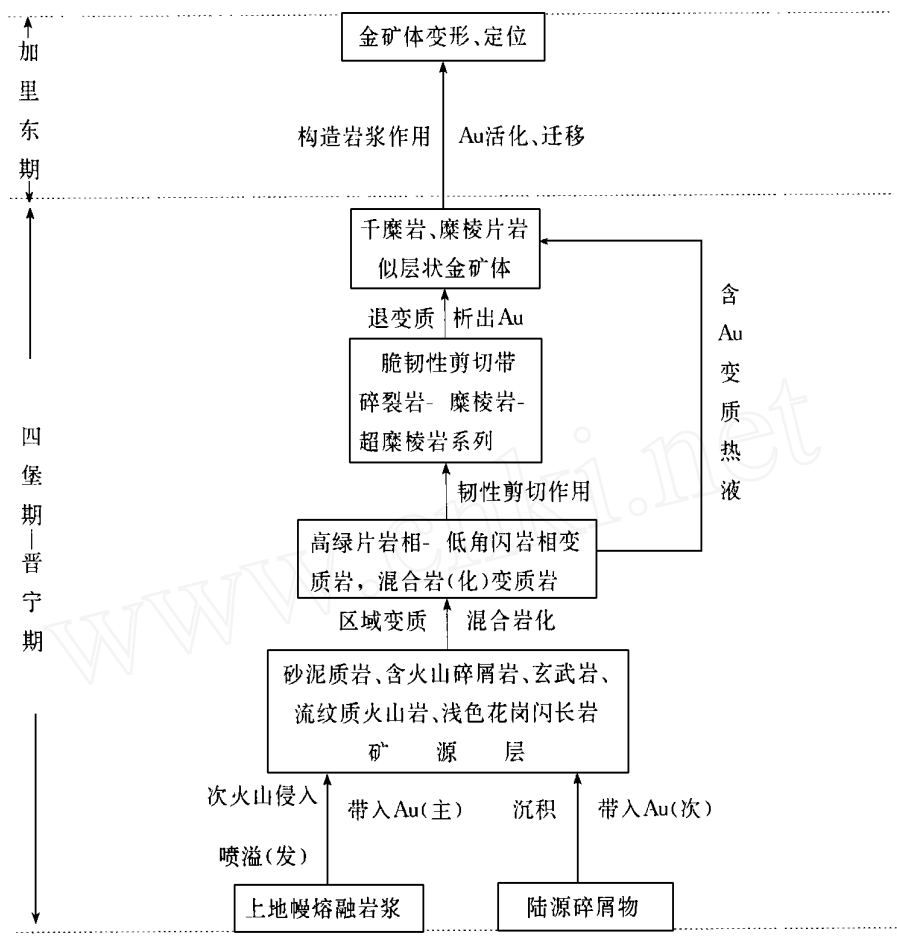 加里东期
金矿体变形、定位
构造岩浆作用 Au活化、迁移
四堡期—晋宁期
千糜岩、糜棱片岩
似层状金矿体
退变质 析出Au
含Au变质热液
脆韧性剪切带
碎裂岩- 糜棱岩-
超糜棱岩系列
韧性剪切作用
高绿片岩相- 低角闪岩相变
质岩，混合岩(化)变质岩
区域变质 混合岩化
砂泥质岩、含火山碎屑岩、玄武岩、
流纹质火山岩、浅色花岗闪长岩
矿 源 层
次火山侵入
带入Au(主)
喷溢(发)
沉积 带入Au(次)
上地幔熔融岩浆
陆源碎屑物
www.cnki.net